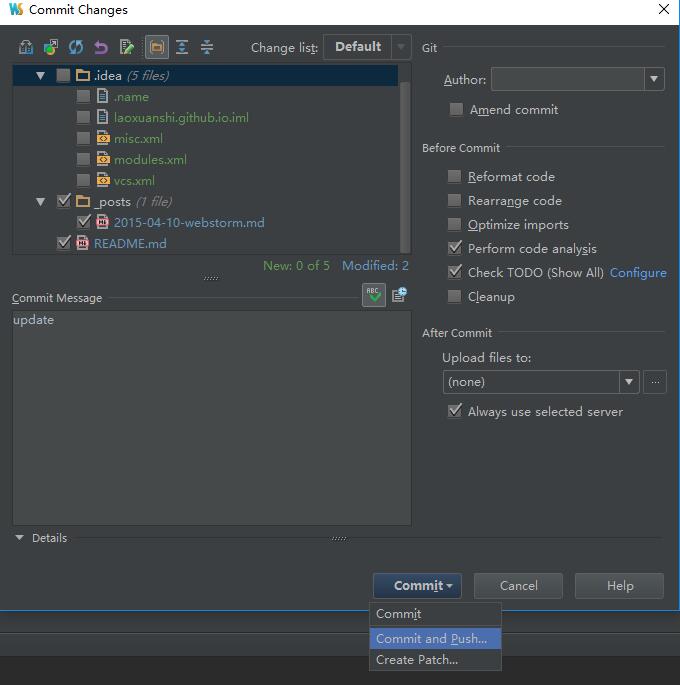 WS Commit Changes
Change list: Default
.idea (5 files)
.name
laoxuanshi.github.io.iml
misc.xml
modules.xml
vcs.xml
_posts (1 file)
2015-04-10-webstorm.md
README.md
New: 0 of 5 Modified: 2
Commit Message
ABC
update
Details
Git
Author:
Amend commit
Before Commit
Reformat code
Rearrange code
Optimize imports
Perform code analysis
Check TODO (Show All) Configure
Cleanup
After Commit
Upload files to:
(none)
...
Always use selected server
Commit Cancel Help
Commit
Commit and Push...
Create Patch...